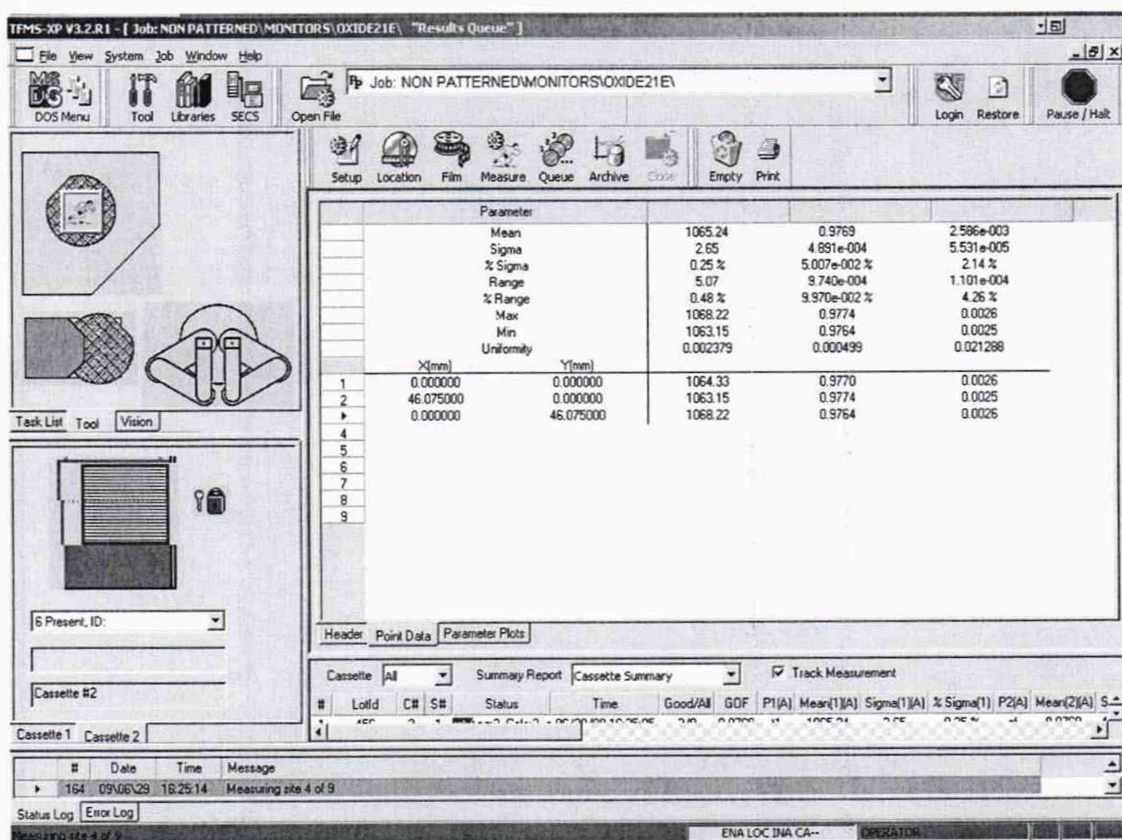 TFMS-XP V3.2.R1 - [ Job: NON PATTERNED\MONITORS\OXIDE21E\ "Results Queue" ]
File View System Job Window Help
Job: NON PATTERNED\MONITORS\OXIDE21E\
DOS Menu Tool Libraries SECS Open File Login Restore Pause / Halt
Setup Location Film Measure Queue Archive Close Empty Print
Parameter
Mean 1065.24 0.9769 2.586e-003
Sigma 2.65 4.891e-004 5.531e-005
% Sigma 0.25 % 5.007e-002 % 2.14 %
Range 5.07 9.740e-004 1.101e-004
% Range 0.48 % 9.970e-002 % 4.26 %
Max 1068.22 0.9774 0.0026
Min 1063.15 0.9764 0.0025
Uniformity 0.002379 0.000499 0.021288
X[mm] Y[mm]
1 0.000000 0.000000 1064.33 0.9770 0.0026
2 46.075000 0.000000 1063.15 0.9774 0.0025
0.000000 46.075000 1068.22 0.9764 0.0026
4
5
6
7
8
9
Task List Tool Vision
6 Present, ID:
Cassette #2
Cassette 1 Cassette 2
Header Point Data Parameter Plots
Cassette All Summary Report Cassette Summary Track Measurement
# LotId C# S# Status Time Good/All GOF P1(A) Mean(1)(A) Sigma(1)(A) % Sigma(1) P2(A) Mean(2)(A) S
# Date Time Message
164 09\06\29 16:25:14 Measuring site 4 of 9
Status Log Error Log
Measuring site 4 of 9 ENA LOC INA CA-- OPERATOR